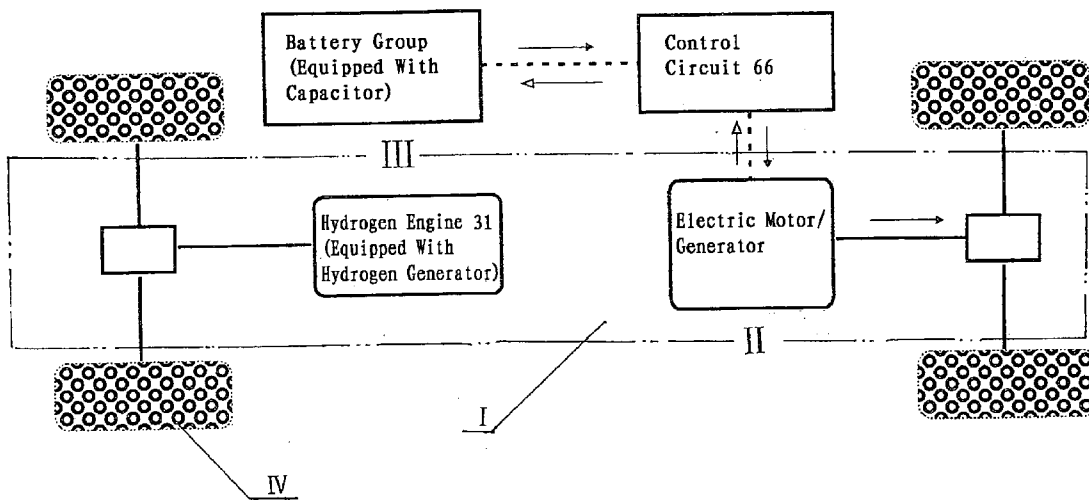 Battery Group
(Equipped With
Capacitor)
Control
Circuit 66
III
Hydrogen Engine 31
(Equipped With
Hydrogen Generator)
Electric Motor/
Generator
II
I
IV